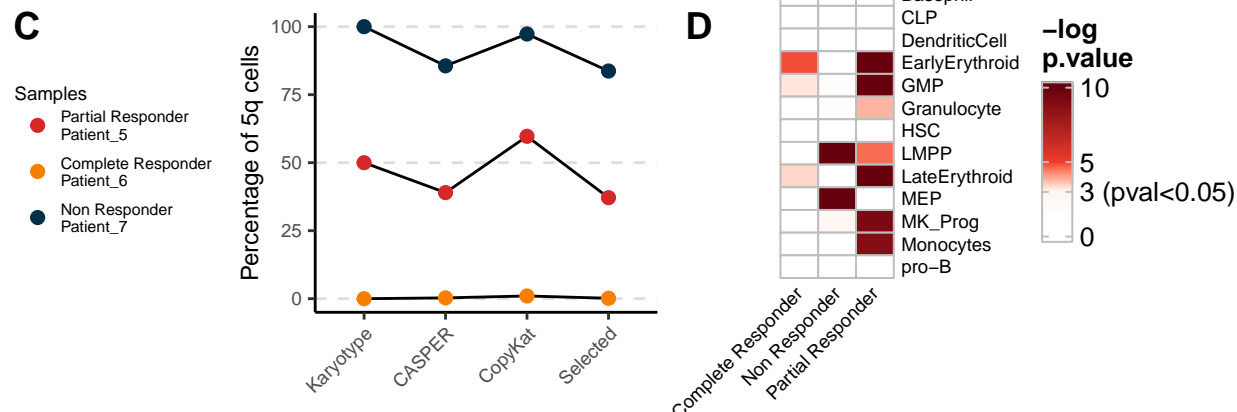 C
Samples
Partial Responder
Patient_5
Complete Responder
Patient_6
Non Responder
Patient_7
Percentage of 5q cells
100
75
50
25
0
Karyotype
CASPER
CopyKat
Selected
D
CLP
DendriticCell
EarlyErythroid
GMP
Granulocyte
HSC
LMPP
LateErythroid
MEP
MK_Prog
Monocytes
pro−B
Complete Responder
Non Responder
Partial Responder
−log
p.value
10
5
3 (pval<0.05)
0